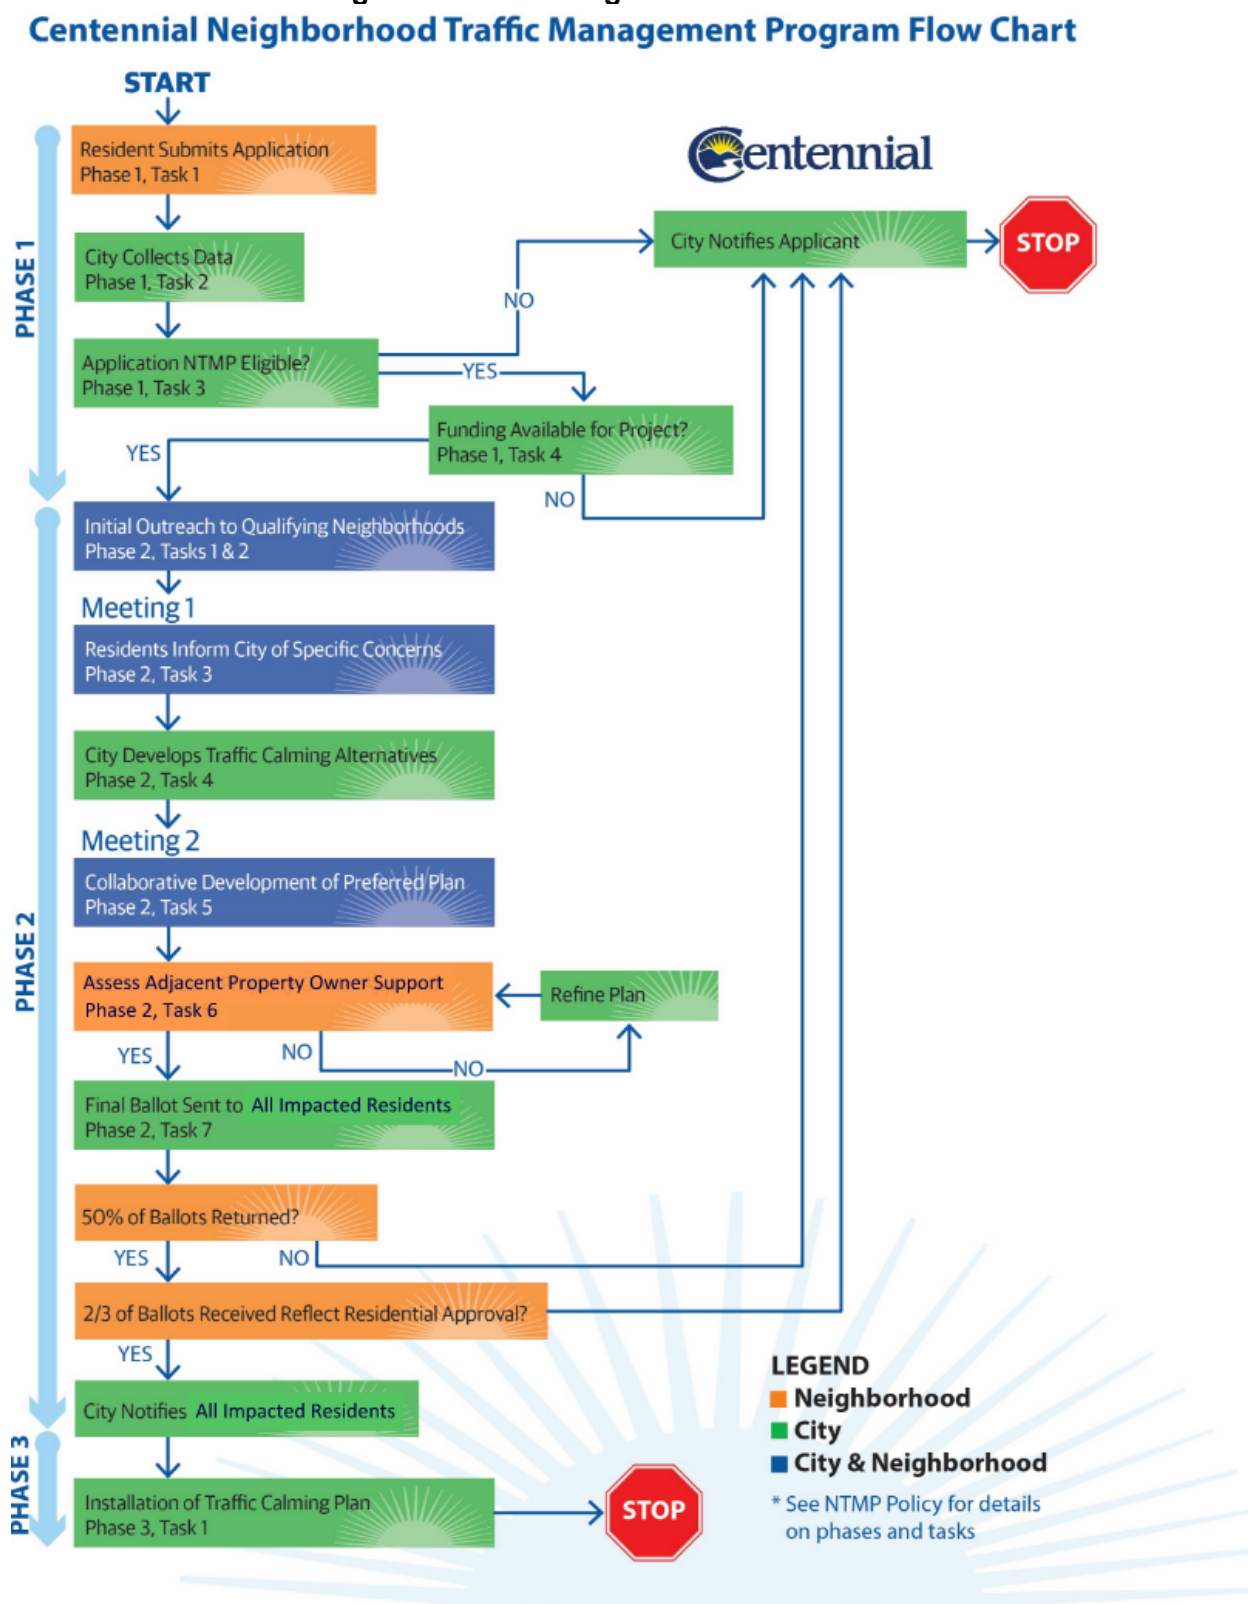 Centennial Neighborhood Traffic Management Program Flow Chart
START
Resident Submits Application
Phase 1, Task 1
Centennial
City Collects Data
Phase 1, Task 2
City Notifies Applicant
STOP
PHASE 1
NO
Application NTMP Eligible?
Phase 1, Task 3
YES
Funding Available for Project?
Phase 1, Task 4
YES
NO
Initial Outreach to Qualifying Neighborhoods
Phase 2, Tasks 1 & 2
Meeting 1
Residents Inform City of Specific Concerns
Phase 2, Task 3
City Develops Traffic Calming Alternatives
Phase 2, Task 4
Meeting 2
Collaborative Development of Preferred Plan
Phase 2, Task 5
PHASE 2
Assess Adjacent Property Owner Support
Phase 2, Task 6
Refine Plan
YES
NO
NO
Final Ballot Sent to All Impacted Residents
Phase 2, Task 7
50% of Ballots Returned?
YES
NO
2/3 of Ballots Received Reflect Residential Approval?
YES
City Notifies All Impacted Residents
PHASE 3
Installation of Traffic Calming Plan
Phase 3, Task 1
STOP
LEGEND
Neighborhood
City
City & Neighborhood
* See NTMP Policy for details
on phases and tasks